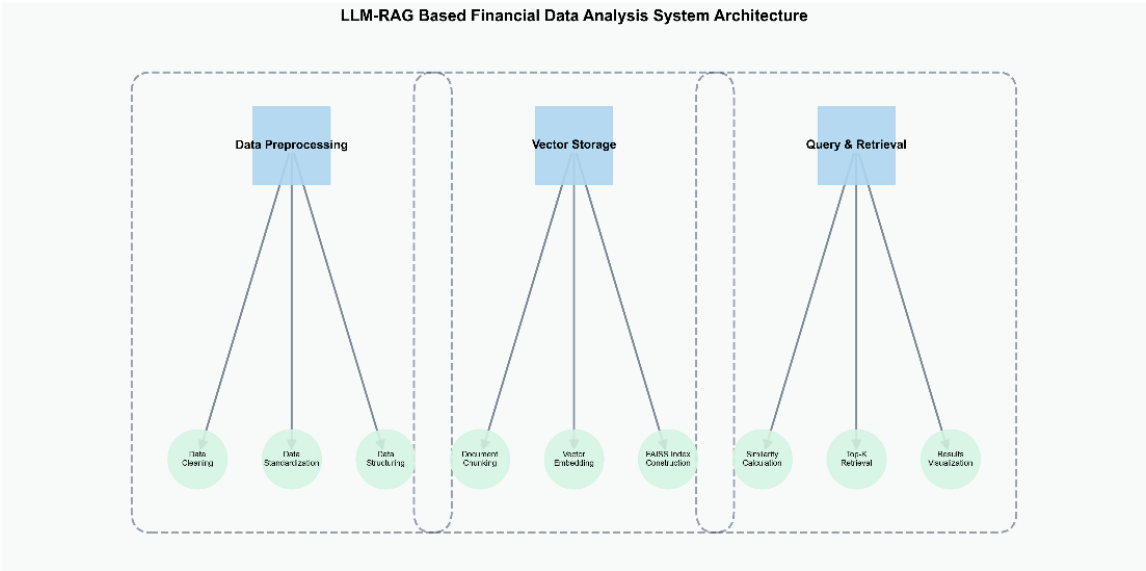 LLM-RAG Based Financial Data Analysis System Architecture
Data Preprocessing
Vector Storage
Query & Retrieval
Data
Cleaning
Data
Standardization
Data
Structuring
Document
Chunking
Vector
Embedding
FAISS Index
Construction
Similarity
Calculation
Top-K
Retrieval
Results
Visualization